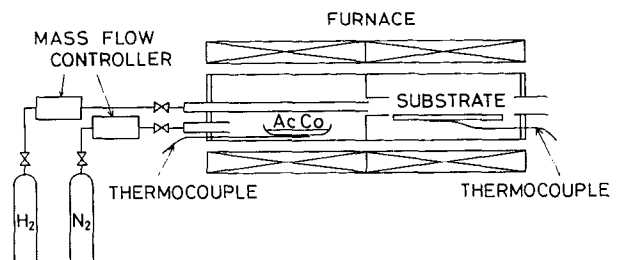 FURNACE
MASS FLOW
CONTROLLER
SUBSTRATE
AcCo
THERMOCOUPLE
THERMOCOUPLE
H₂
N₂